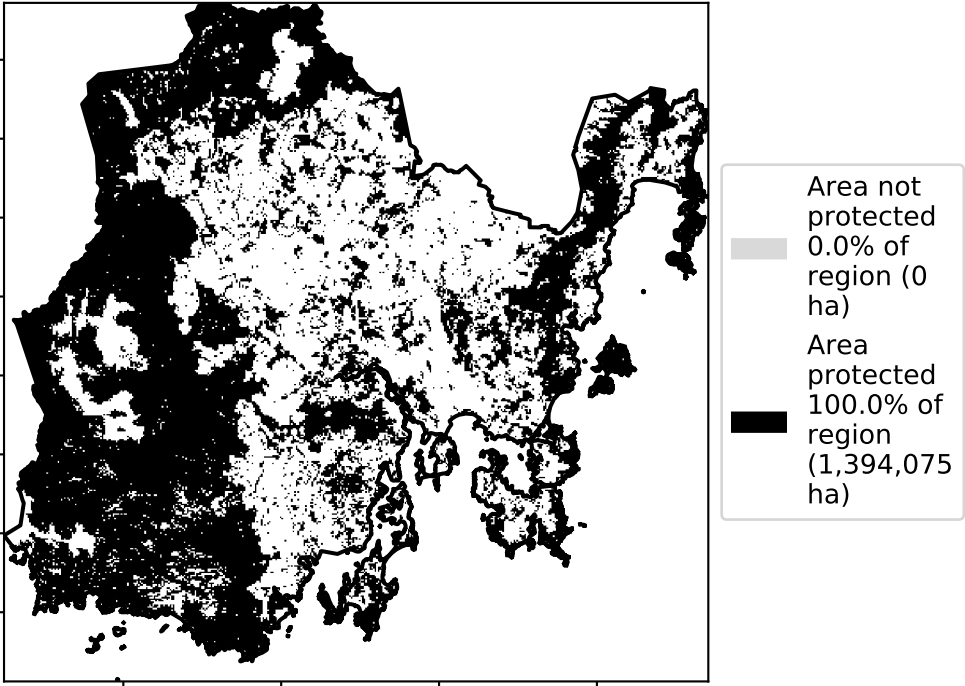 Area not
protected
0.0% of
region (0
ha)
Area
protected
100.0% of
region
(1,394,075
ha)